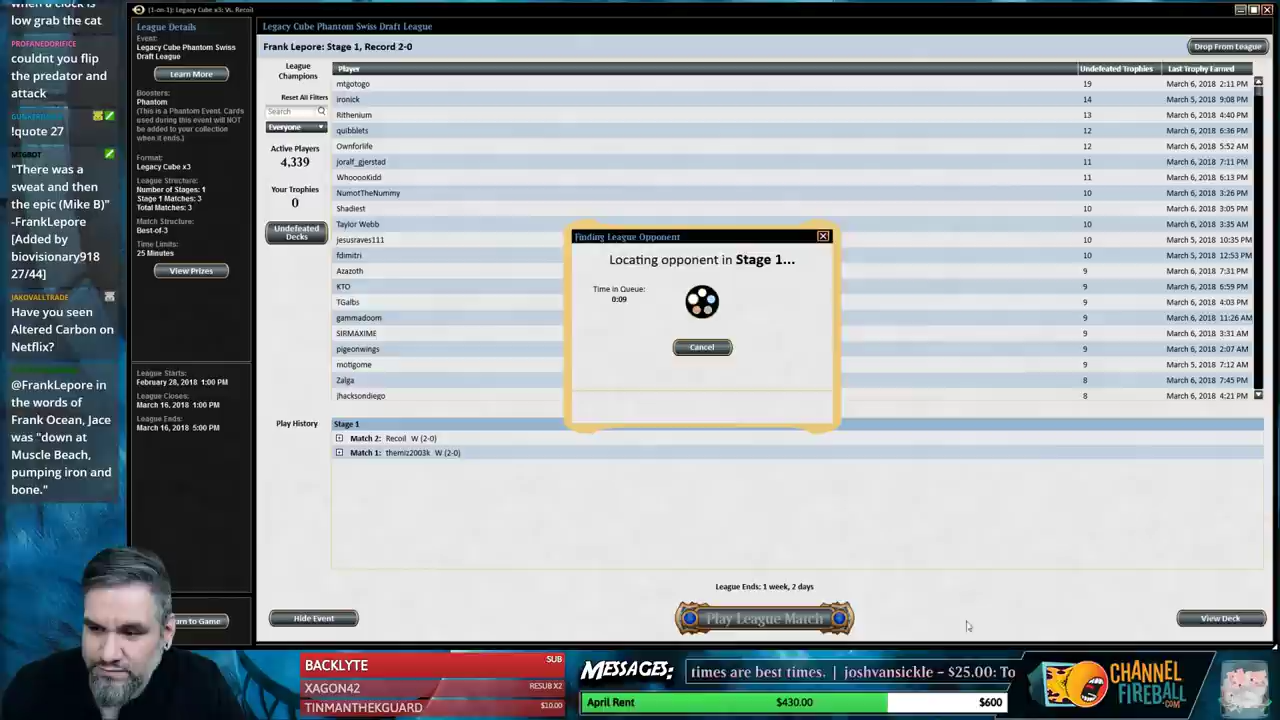 when a clock is
low grab the cat
PROFANEDORIFICE
couldnt you flip
the predator and
attack
!quote 27
MTGBOT
"There was a
sweat and then
the epic (Mike B)"
-FrankLepore
[Added by
biovisionary918
27/44]
JAKOVALLTRADE
Have you seen
Altered Carbon on
Netflix?
@FrankLepore in
the words of
Frank Ocean, Jace
was "down at
Muscle Beach,
pumping iron and
bone."
(1-on-1): Legacy Cube x3: Vs. Recoil
League Details
Event:
Legacy Cube Phantom Swiss
Draft League
Learn More
Boosters:
Phantom
(This is a Phantom Event. Cards
used during this event will NOT
be added to your collection
when it ends.)
Format:
Legacy Cube x3
League Structure:
Number of Stages: 1
Stage 1 Matches: 3
Total Matches: 3
Match Structure:
Best-of-3
Time Limits:
25 Minutes
View Prizes
League Starts:
February 28, 2018 1:00 PM
League Closes:
March 16, 2018 1:00 PM
League Ends:
March 16, 2018 5:00 PM
to Game
Legacy Cube Phantom Swiss Draft League
Frank Lepore: Stage 1, Record 2-0
Drop From League
League
Champions
Reset All Filters
Search
Everyone
Active Players
4,339
Your Trophies
0
Undefeated
Decks
Player Undefeated Trophies Last Trophy Earned
mtgotogo 19 March 6, 2018 2:11 PM
ironick 14 March 5, 2018 9:08 PM
Rithenium 13 March 6, 2018 4:40 PM
quibblets 12 March 6, 2018 6:36 PM
Ownforlife 12 March 6, 2018 5:52 AM
joralf_gjerstad 11 March 6, 2018 7:11 PM
WhooooKidd 11 March 6, 2018 6:13 PM
NumotTheNummy 10 March 6, 2018 3:26 PM
Shadiest 10 March 6, 2018 3:05 PM
Taylor Webb 10 March 6, 2018 3:35 AM
jesusraves111 10 March 5, 2018 10:35 PM
fdimitri 10 March 5, 2018 12:53 PM
Azazoth 9 March 6, 2018 7:31 PM
KTO 9 March 6, 2018 6:59 PM
TGalbs 9 March 6, 2018 4:03 PM
gammadoom 9 March 6, 2018 11:26 AM
SIRMAXIME 9 March 6, 2018 3:31 AM
pigeonwings 9 March 6, 2018 2:07 AM
motigome 9 March 5, 2018 7:12 AM
Zalga 8 March 6, 2018 7:45 PM
jhacksondiego 8 March 6, 2018 4:21 PM
Finding League Opponent
Locating opponent in Stage 1...
Time in Queue:
0:09
Cancel
Play History
Stage 1
Match 2: Recoil W (2-0)
Match 1: themiz2003k W (2-0)
League Ends: 1 week, 2 days
Hide Event
Play League Match
View Deck
BACKLYTE SUB
XAGON42 RESUB X2
TINMANTHEKGUARD $10.00
MESSAGES:
times are best times. | joshvansickle - $25.00: To
April Rent $430.00 $600
CHANNEL
FIREBALL
.COM